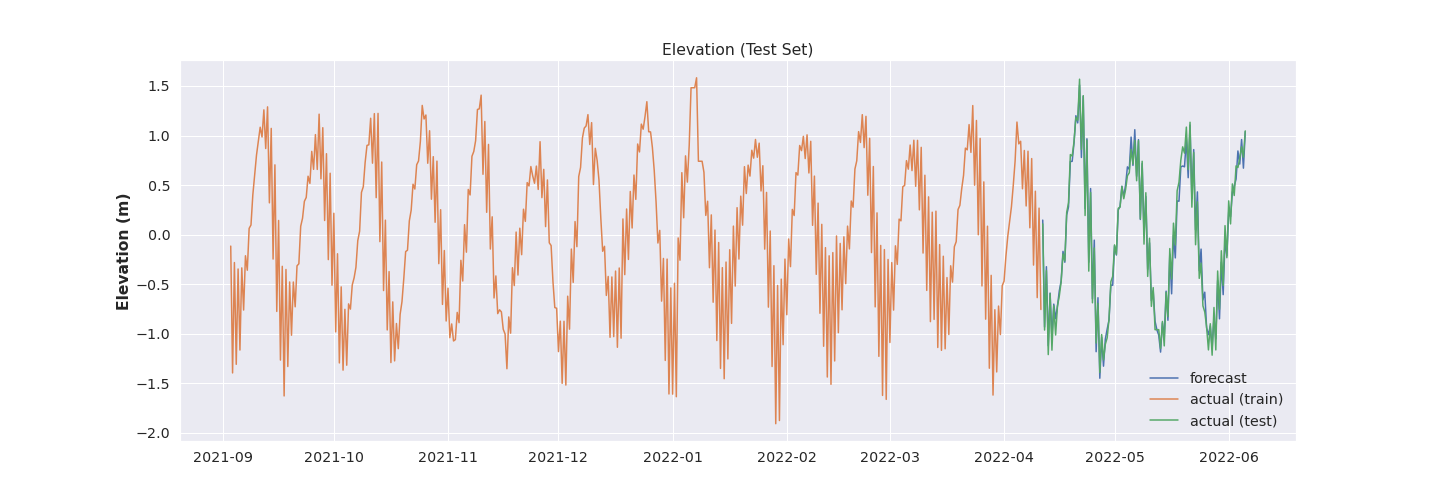 Elevation (Test Set)
Elevation (m)
1.5
1.0
0.5
0.0
−0.5
−1.0
−1.5
−2.0
forecast
actual (train)
actual (test)
2021-09 2021-10 2021-11 2021-12 2022-01 2022-02 2022-03 2022-04 2022-05 2022-06